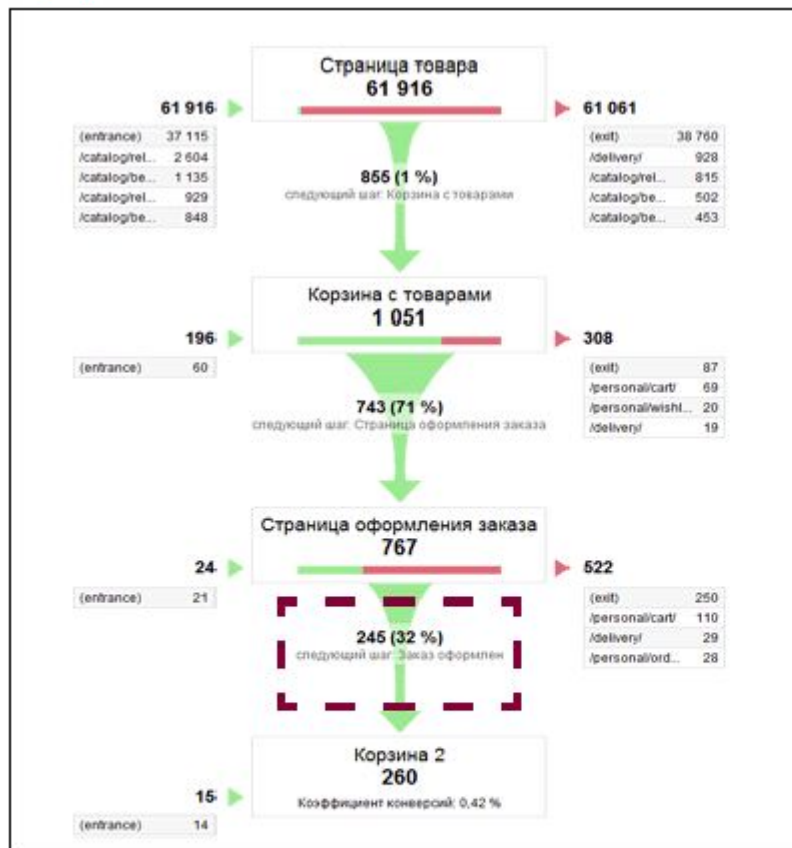 Страница товара
61 916
61 916
(entrance) 37 115
/catalog/rel... 2 604
/catalog/be... 1 135
/catalog/rel... 929
/catalog/be... 848
61 061
(exit) 38 760
/delivery/ 928
/catalog/rel... 815
/catalog/be... 502
/catalog/be... 453
855 (1 %)
следующий шаг: Корзина с товарами
Корзина с товарами
1 051
196
(entrance) 60
308
(exit) 87
/personal/cart/ 69
/personal/wishl... 20
/delivery/ 19
743 (71 %)
следующий шаг: Страница оформления заказа
Страница оформления заказа
767
24
(entrance) 21
522
(exit) 250
/personal/cart/ 110
/delivery/ 29
/personal/ord... 28
245 (32 %)
следующий шаг: Заказ оформлен
Корзина 2
260
Коэффициент конверсий: 0,42 %
15
(entrance) 14